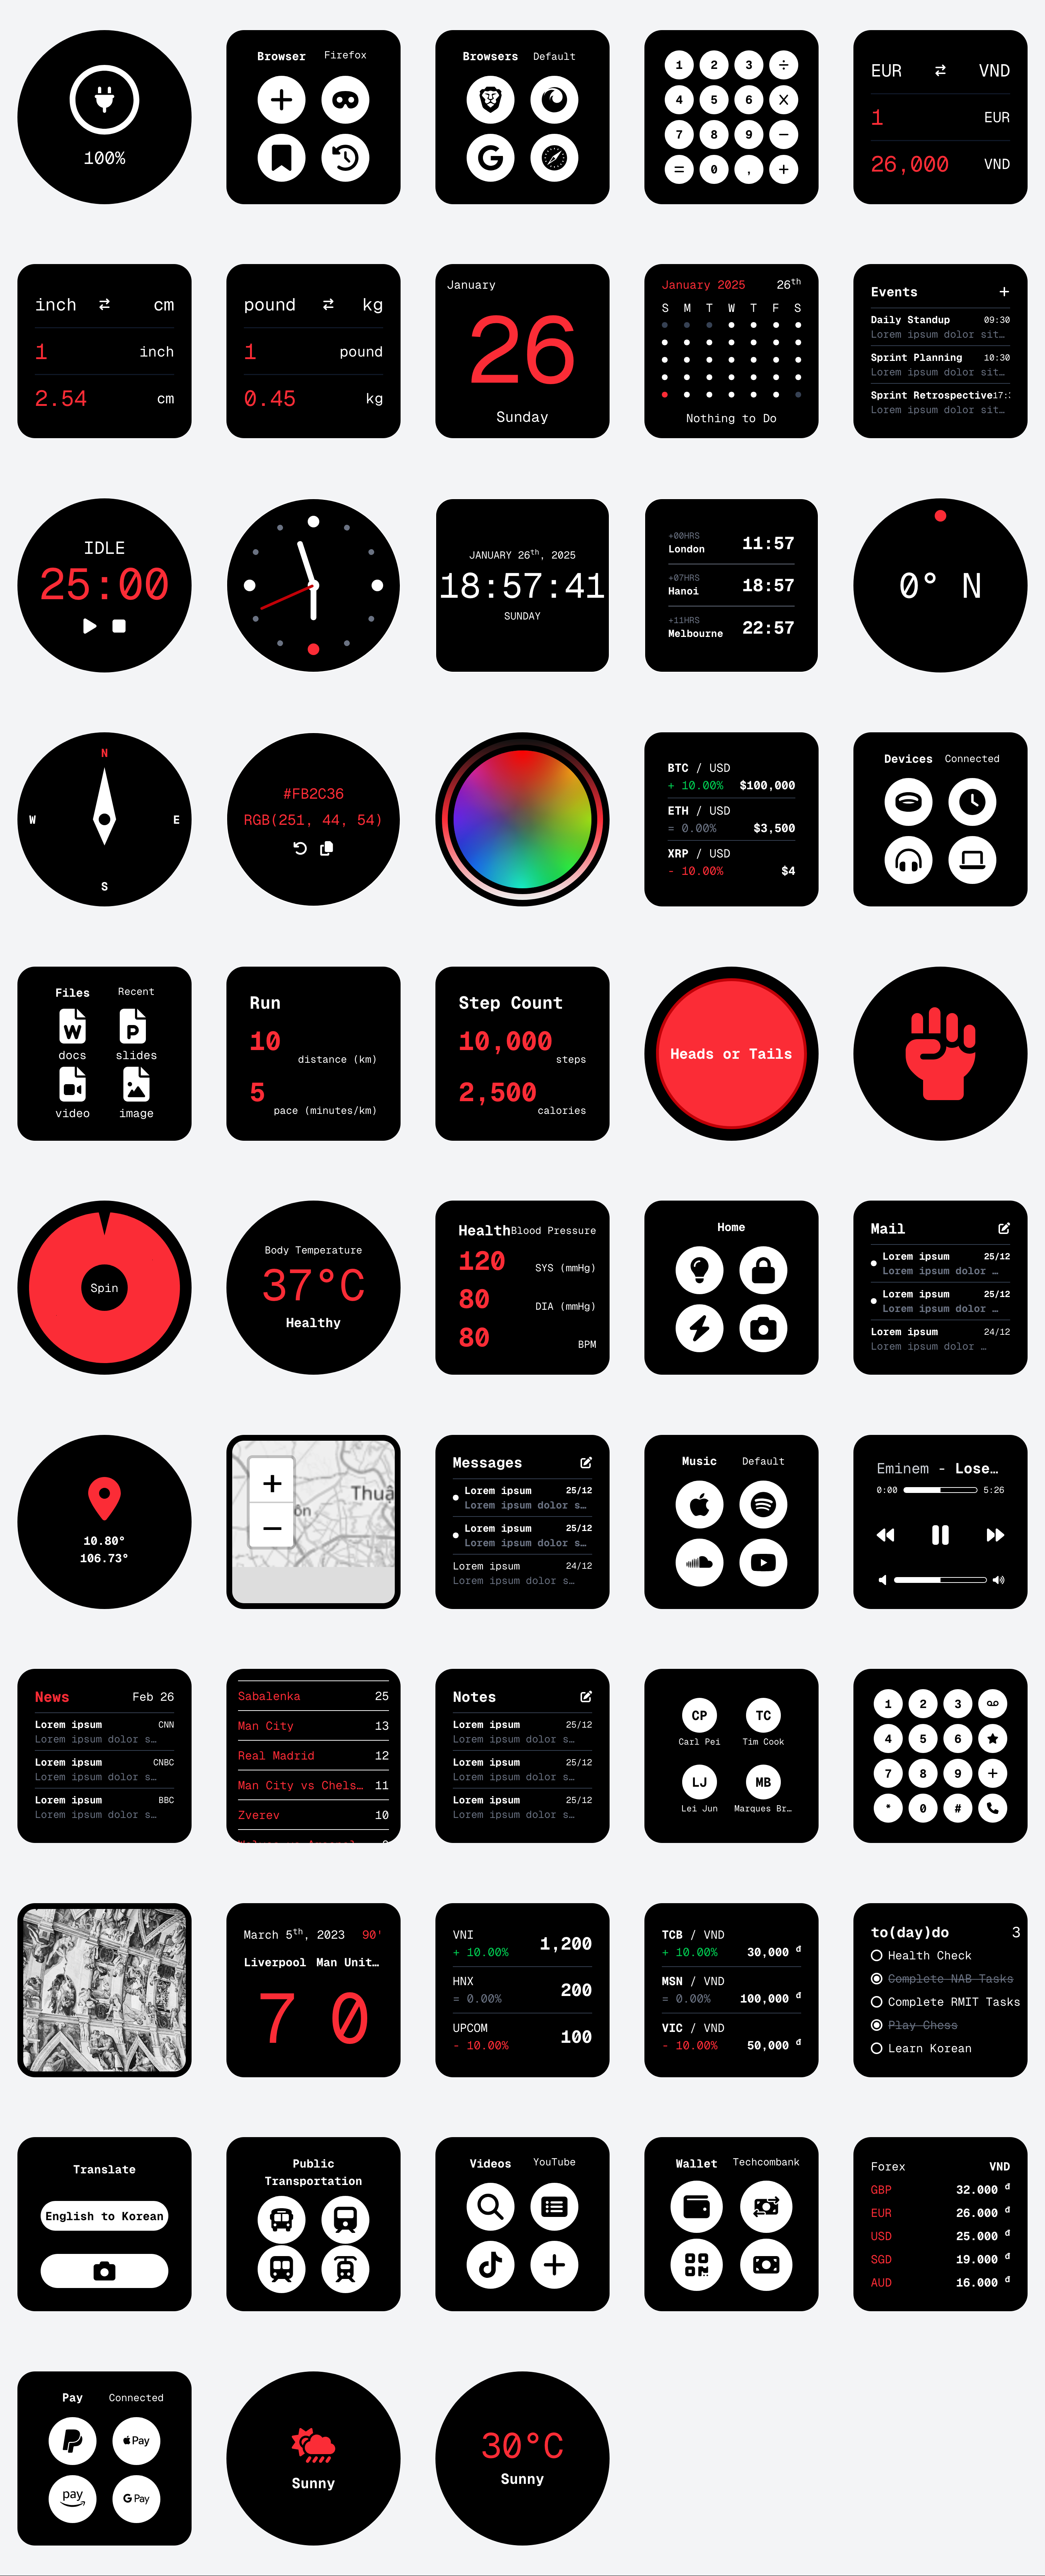 100%
Browser Firefox
Browsers Default
1 2 3 ÷
4 5 6 X
7 8 9 −
= 0 , +
EUR ⇄ VND
1 EUR
26,000 VND
inch ⇄ cm
1 inch
2.54 cm
pound ⇄ kg
1 pound
0.45 kg
January
26
Sunday
January 2025 26th
S M T W T F S
Nothing to Do
Events +
Daily Standup 09:30
Lorem ipsum dolor sit…
Sprint Planning 10:30
Lorem ipsum dolor sit…
Sprint Retrospective 17:
Lorem ipsum dolor sit…
IDLE
25:00
JANUARY 26th, 2025
18:57:41
SUNDAY
+00HRS
London 11:57
+07HRS
Hanoi 18:57
+11HRS
Melbourne 22:57
0° N
N
W E
S
#FB2C36
RGB(251, 44, 54)
BTC / USD
+ 10.00% $100,000
ETH / USD
= 0.00% $3,500
XRP / USD
- 10.00% $4
Devices Connected
Files Recent
W P
docs slides
video image
Run
10
distance (km)
5
pace (minutes/km)
Step Count
10,000
steps
2,500
calories
Heads or Tails
Spin
Body Temperature
37°C
Healthy
Health Blood Pressure
120 SYS (mmHg)
80 DIA (mmHg)
80 BPM
Home
Mail
Lorem ipsum 25/12
Lorem ipsum dolor …
Lorem ipsum 25/12
Lorem ipsum dolor …
Lorem ipsum 24/12
Lorem ipsum dolor …
10.80°
106.73°
+
−
ôn
Thuậ
Messages
Lorem ipsum 25/12
Lorem ipsum dolor s…
Lorem ipsum 25/12
Lorem ipsum dolor s…
Lorem ipsum 24/12
Lorem ipsum dolor s…
Music Default
Eminem - Lose…
0:00 5:26
News Feb 26
Lorem ipsum CNN
Lorem ipsum dolor s…
Lorem ipsum CNBC
Lorem ipsum dolor s…
Lorem ipsum BBC
Lorem ipsum dolor s…
Sabalenka 25
Man City 13
Real Madrid 12
Man City vs Chels… 11
Zverev 10
Notes
Lorem ipsum 25/12
Lorem ipsum dolor s…
Lorem ipsum 25/12
Lorem ipsum dolor s…
Lorem ipsum 25/12
Lorem ipsum dolor s…
CP TC
Carl Pei Tim Cook
LJ MB
Lei Jun Marques Br…
1 2 3
4 5 6
7 8 9 +
* 0 #
March 5th, 2023 90'
Liverpool Man Unit…
7 0
VNI
+ 10.00% 1,200
HNX
= 0.00% 200
UPCOM
- 10.00% 100
TCB / VND
+ 10.00% 30,000 đ
MSN / VND
= 0.00% 100,000 đ
VIC / VND
- 10.00% 50,000 đ
to(day)do 3
Health Check
Complete NAB Tasks
Complete RMIT Tasks
Play Chess
Learn Korean
Translate
English to Korean
Public
Transportation
Videos YouTube
Wallet Techcombank
Forex VND
GBP 32.000 đ
EUR 26.000 đ
USD 25.000 đ
SGD 19.000 đ
AUD 16.000 đ
Pay Connected
Pay
pay
G Pay
Sunny
30°C
Sunny